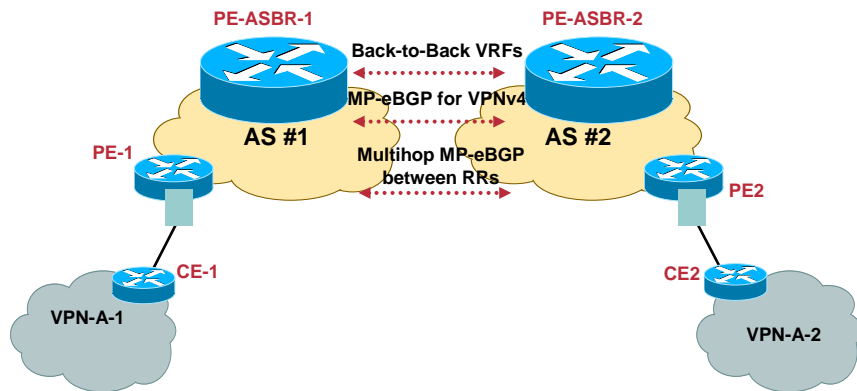 PE-ASBR-1
PE-ASBR-2
Back-to-Back VRFs
MP-eBGP for VPNv4
AS #1
AS #2
PE-1
Multihop MP-eBGP
between RRs
PE2
CE-1
CE2
VPN-A-1
VPN-A-2